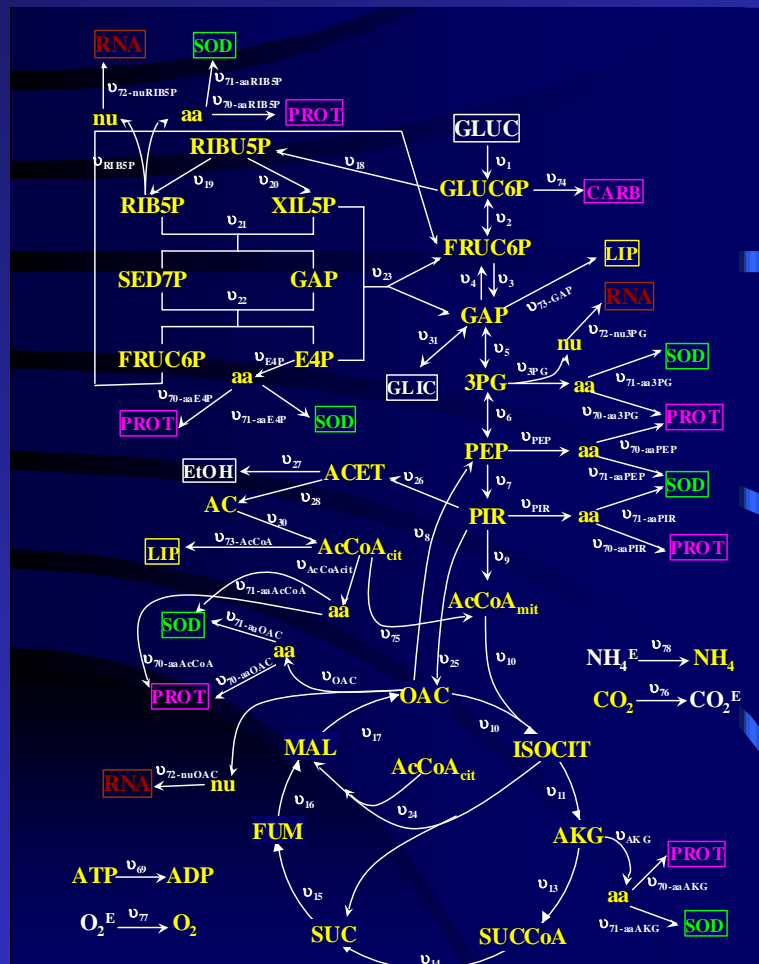 RNA
SOD
υ72-nuRIB5P
υ71-aaRIB5P
υ70-aaRIB5P
nu
aa
PROT
GLUC
υRIB5P
RIBU5P
υ18
υ1
υ19
υ20
GLUC6P
υ74
CARB
RIB5P
XIL5P
υ21
υ2
FRUC6P
LIP
SED7P
GAP
υ23
υ4
υ3
υ73-GAP
RNA
υ22
GAP
υ31
υ72-nu3PG
nu
FRUC6P
E4P
υE4P
υ5
υ3PG
SOD
aa
GLIC
3PG
aa
υ71-aa3PG
υ70-aaE4P
υ70-aa3PG
PROT
υ71-aaE4P
SOD
υ6
PROT
PEP
υPEP
aa
υ70-aaPEP
υ71-aaPEP
EtOH
υ27
ACET
υ26
υ7
SOD
AC
υ28
υ8
PIR
υPIR
aa
υ71-aaPIR
υ30
υ70-aaPIR
LIP
υ73-AcCoA
AcCoAcit
υ9
PROT
υAcCoAcit
υ71-aaAcCoA
aa
AcCoAmit
SOD
υ71-aaOAC
υ75
aa
υ70-aaAcCoA
υ70-aaOAC
υ25
υ10
NH4E
υ78
NH4
PROT
υOAC
OAC
CO2
υ76
CO2E
υ17
υ10
MAL
ISOCIT
RNA
υ72-nuOAC
nu
AcCoAcit
υ16
υ24
υ11
FUM
AKG
υAKG
PROT
ATP
υ69
ADP
υ13
aa
υ70-aaAKG
υ15
O2E
υ77
O2
SUC
SUCCoA
υ71-aaAKG
SOD
υ14